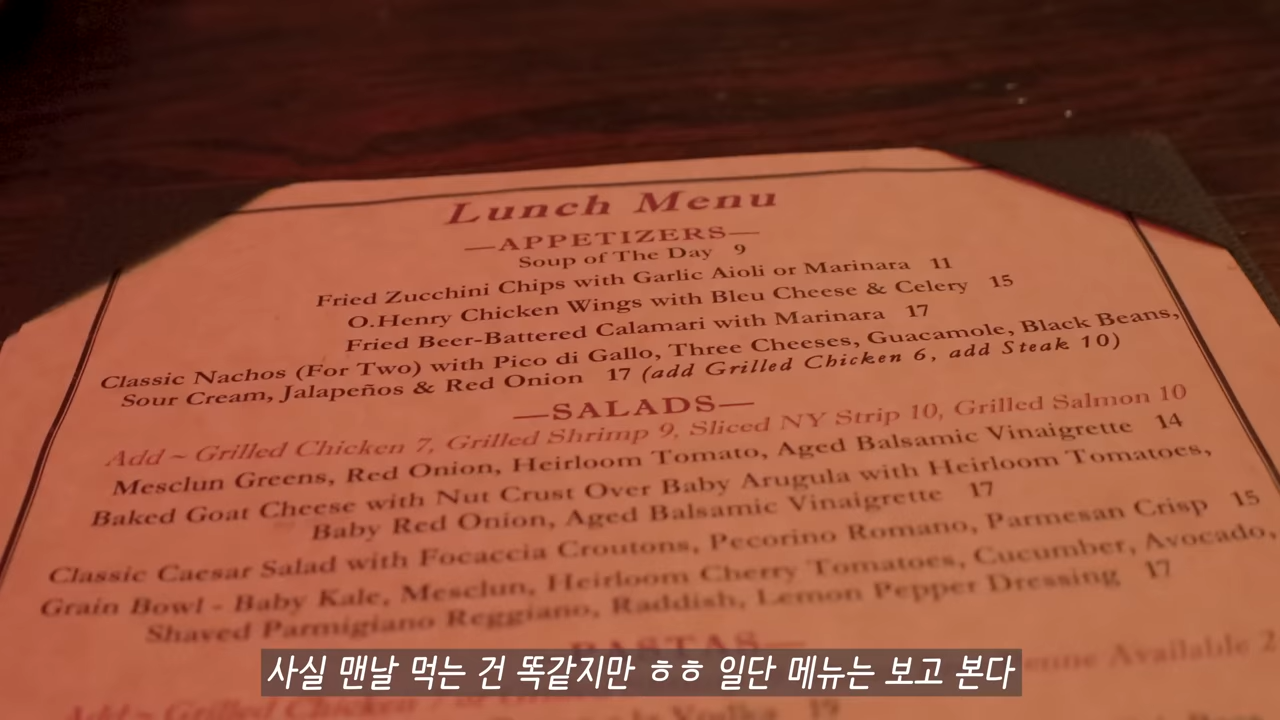 Lunch Menu
—APPETIZERS—
Soup of The Day 9
Fried Zucchini Chips with Garlic Aioli or Marinara 11
O.Henry Chicken Wings with Bleu Cheese & Celery 15
Fried Beer-Battered Calamari with Marinara 17
Classic Nachos (For Two) with Pico di Gallo, Three Cheeses, Guacamole, Black Beans,
Sour Cream, Jalapeños & Red Onion 17 (add Grilled Chicken 6, add Steak 10)
—SALADS—
Add ~ Grilled Chicken 7, Grilled Shrimp 9, Sliced NY Strip 10, Grilled Salmon 10
Mesclun Greens, Red Onion, Heirloom Tomato, Aged Balsamic Vinaigrette 14
Baked Goat Cheese with Nut Crust Over Baby Arugula with Heirloom Tomatoes,
Baby Red Onion, Aged Balsamic Vinaigrette 17
Classic Caesar Salad with Focaccia Croutons, Pecorino Romano, Parmesan Crisp 15
Grain Bowl - Baby Kale, Mesclun, Heirloom Cherry Tomatoes, Cucumber, Avocado,
Shaved Parmigiano Reggiano, Raddish, Lemon Pepper Dressing 17
PASTAS—
Available
Add ~ Grilled Chicken 7
Vodka 19
사실 맨날 먹는 건 똑같지만 ㅎㅎ 일단 메뉴는 보고 본다